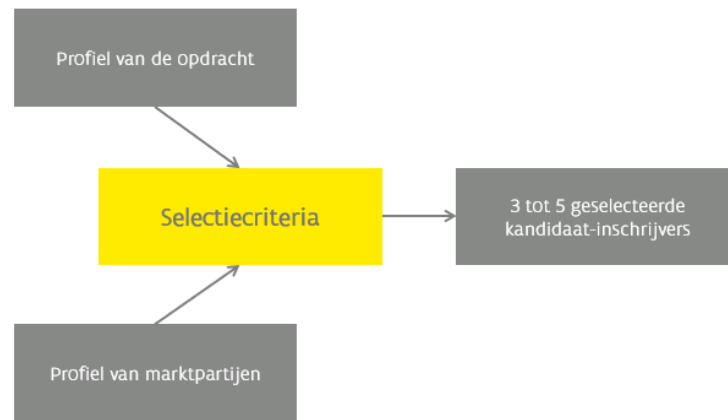 Profiel van de opdracht
Selectiecriteria
3 tot 5 geselecteerde
kandidaat-inschrijvers
Profiel van marktpartijen